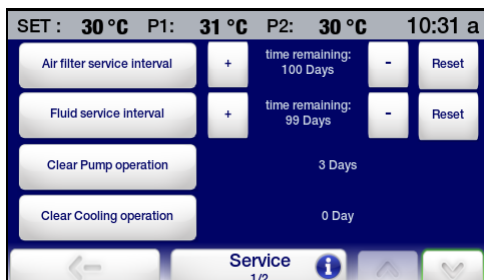 SET : 30 °C P1: 31 °C P2: 30 °C 10:31 a
Air filter service interval + time remaining: 100 Days - Reset
Fluid service interval + time remaining: 99 Days - Reset
Clear Pump operation 3 Days
Clear Cooling operation 0 Day
Service
1/2